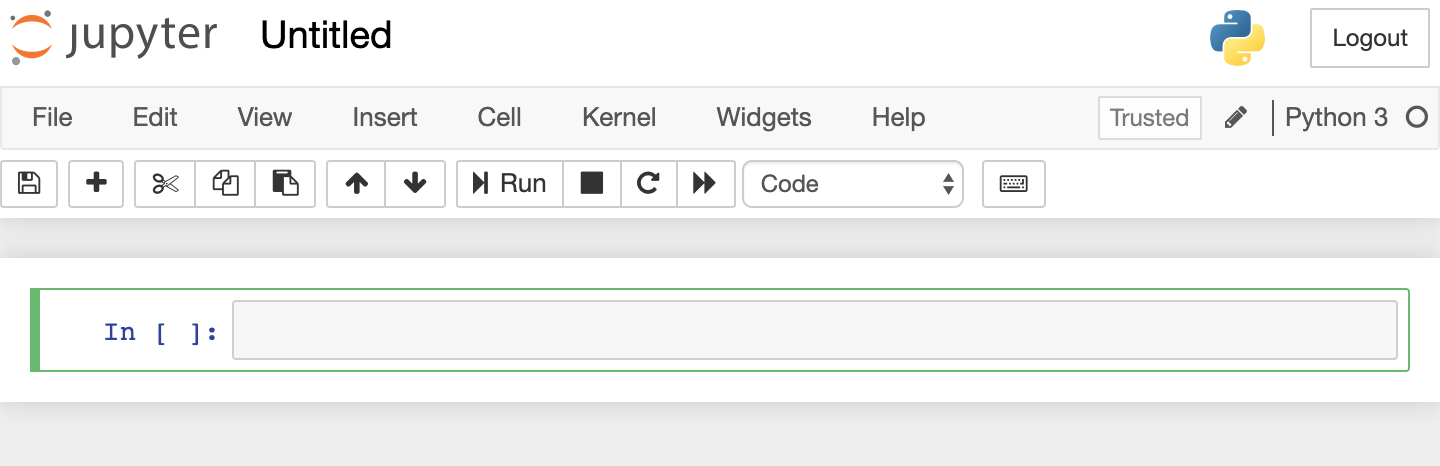 jupyter Untitled Logout
File Edit View Insert Cell Kernel Widgets Help Trusted Python 3
Run Code
In [ ]: